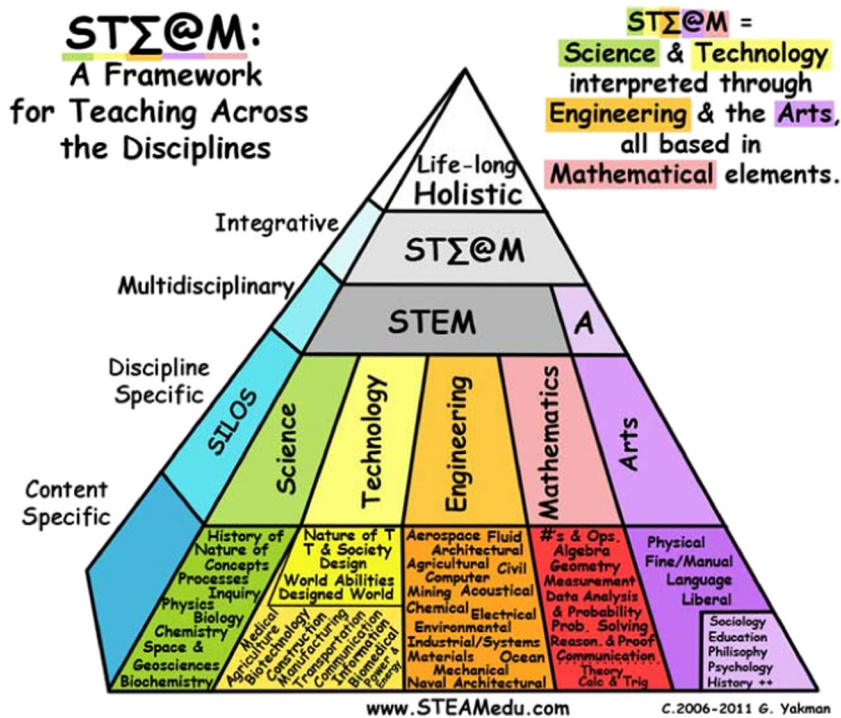 STΣ@M:
A Framework
for Teaching Across
the Disciplines
STΣ@M =
Science & Technology
interpreted through
Engineering & the Arts,
all based in
Mathematical elements.
Life-long
Holistic
Integrative
STΣ@M
Multidisciplinary
STEM
A
Discipline
Specific
SILOS
Science
Technology
Engineering
Mathematics
Arts
Content
Specific
History of
Nature of
Concepts
Processes
Inquiry
Physics
Biology
Chemistry
Space &
Geosciences
Biochemistry
Nature of T
T & Society
Design
World Abilities
Designed World
Medical
Agriculture
Biotechnology
Construction
Manufacturing
Transportation
Communication
Information
Biomedical
Power &
Energy
Aerospace Fluid
Architectural
Agricultural Civil
Computer
Mining Acoustical
Chemical Electrical
Environmental
Industrial/Systems
Materials Ocean
Mechanical
Naval Architectural
#'s & Ops.
Algebra
Geometry
Measurement
Data Analysis
& Probability
Prob. Solving
Reason. & Proof
Communication
Theory
Calc & Trig
Physical
Fine/Manual
Language
Liberal
Sociology
Education
Philisophy
Psychology
History ++
www.STEAMedu.com
C.2006-2011 G. Yakman